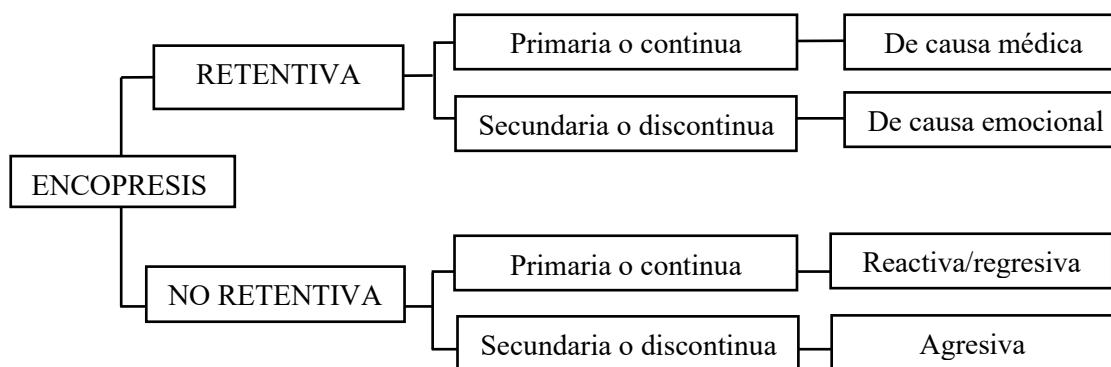 Primaria o continua
De causa médica
RETENTIVA
Secundaria o discontinua
De causa emocional
ENCOPRESIS
Primaria o continua
Reactiva/regresiva
NO RETENTIVA
Secundaria o discontinua
Agresiva